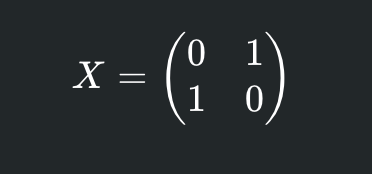 X = (0 1
1 0)